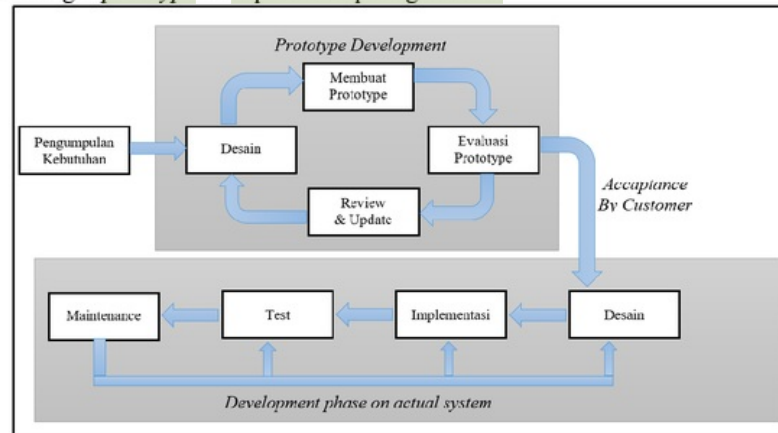 Prototype Development
Membuat
Prototype
Pengumpulan
Kebutuhan
Desain
Evaluasi
Prototype
Review
& Update
Accaptance
By Customer
Maintenance
Test
Implementasi
Desain
Development phase on actual system